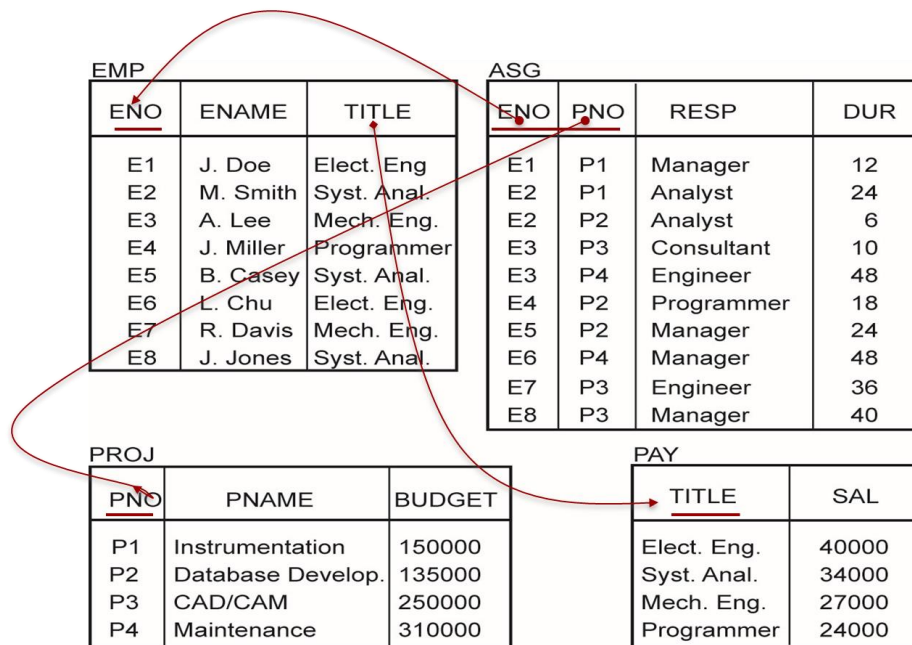 EMP
ENO ENAME TITLE
E1 J. Doe Elect. Eng
E2 M. Smith Syst. Anal.
E3 A. Lee Mech. Eng.
E4 J. Miller Programmer
E5 B. Casey Syst. Anal.
E6 L. Chu Elect. Eng.
E7 R. Davis Mech. Eng.
E8 J. Jones Syst. Anal.
ASG
ENO PNO RESP DUR
E1 P1 Manager 12
E2 P1 Analyst 24
E2 P2 Analyst 6
E3 P3 Consultant 10
E3 P4 Engineer 48
E4 P2 Programmer 18
E5 P2 Manager 24
E6 P4 Manager 48
E7 P3 Engineer 36
E8 P3 Manager 40
PROJ
PNO PNAME BUDGET
P1 Instrumentation 150000
P2 Database Develop. 135000
P3 CAD/CAM 250000
P4 Maintenance 310000
PAY
TITLE SAL
Elect. Eng. 40000
Syst. Anal. 34000
Mech. Eng. 27000
Programmer 24000